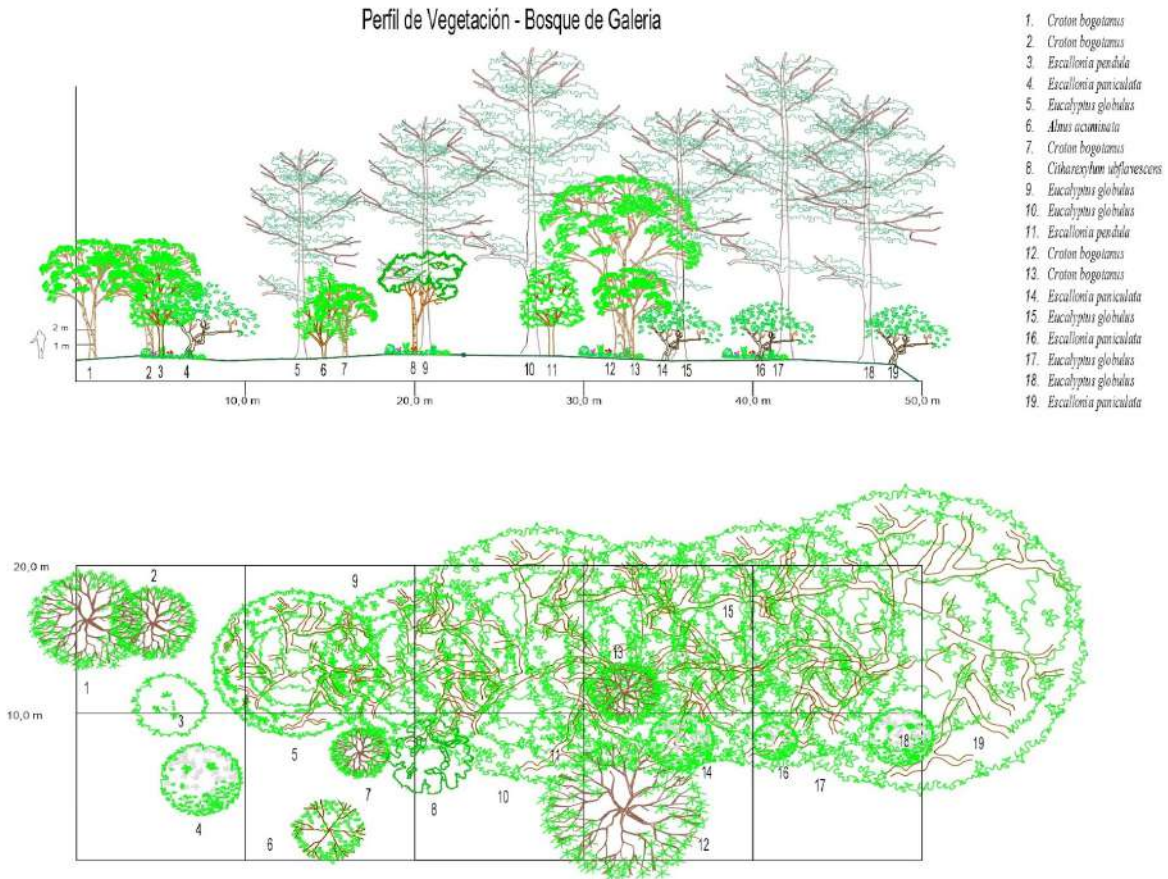 Perfil de Vegetación - Bosque de Galeria
1. Croton bogotanus
2. Croton bogotanus
3. Escallonia pendula
4. Escallonia paniculata
5. Eucalyptus globulus
6. Alnus acuminata
7. Croton bogotanus
8. Citharexylum ubflavescens
9. Eucalyptus globulus
10. Eucalyptus globulus
11. Escallonia pendula
12. Croton bogotanus
13. Croton bogotanus
14. Escallonia paniculata
15. Eucalyptus globulus
16. Escallonia paniculata
17. Eucalyptus globulus
18. Eucalyptus globulus
19. Escallonia paniculata
2 m
1 m
1 2 3 4 5 6 7 8 9 10 11 12 13 14 15 16 17 18 19
10,0 m 20,0 m 30,0 m 40,0 m 50,0 m
20,0 m
2
9
15
13
1
10,0 m
3
18
19
5
11
14
16
7
8
10
17
4
6
12